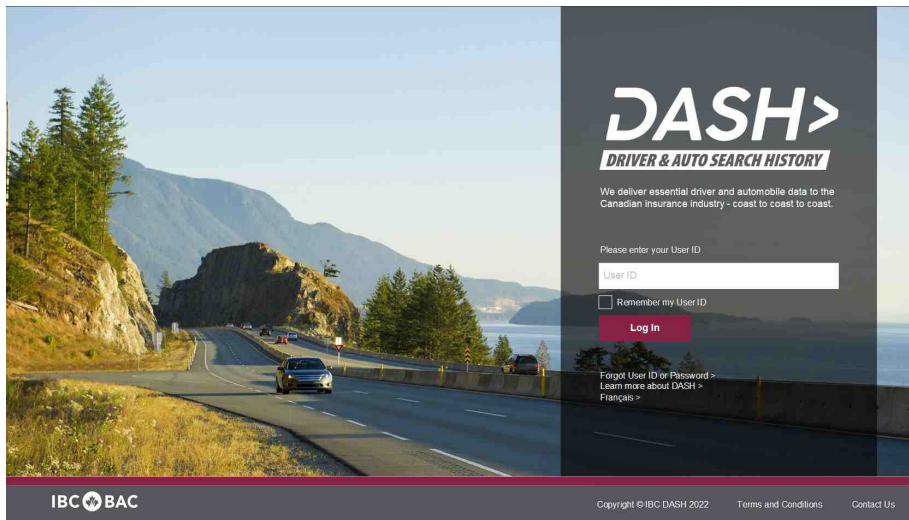 DASH>
DRIVER & AUTO SEARCH HISTORY
We deliver essential driver and automobile data to the
Canadian insurance industry - coast to coast to coast.
Please enter your User ID
User ID
Remember my User ID
Log In
Forgot User ID or Password >
Learn more about DASH >
Français >
IBC BAC
Copyright © IBC DASH 2022 Terms and Conditions Contact Us